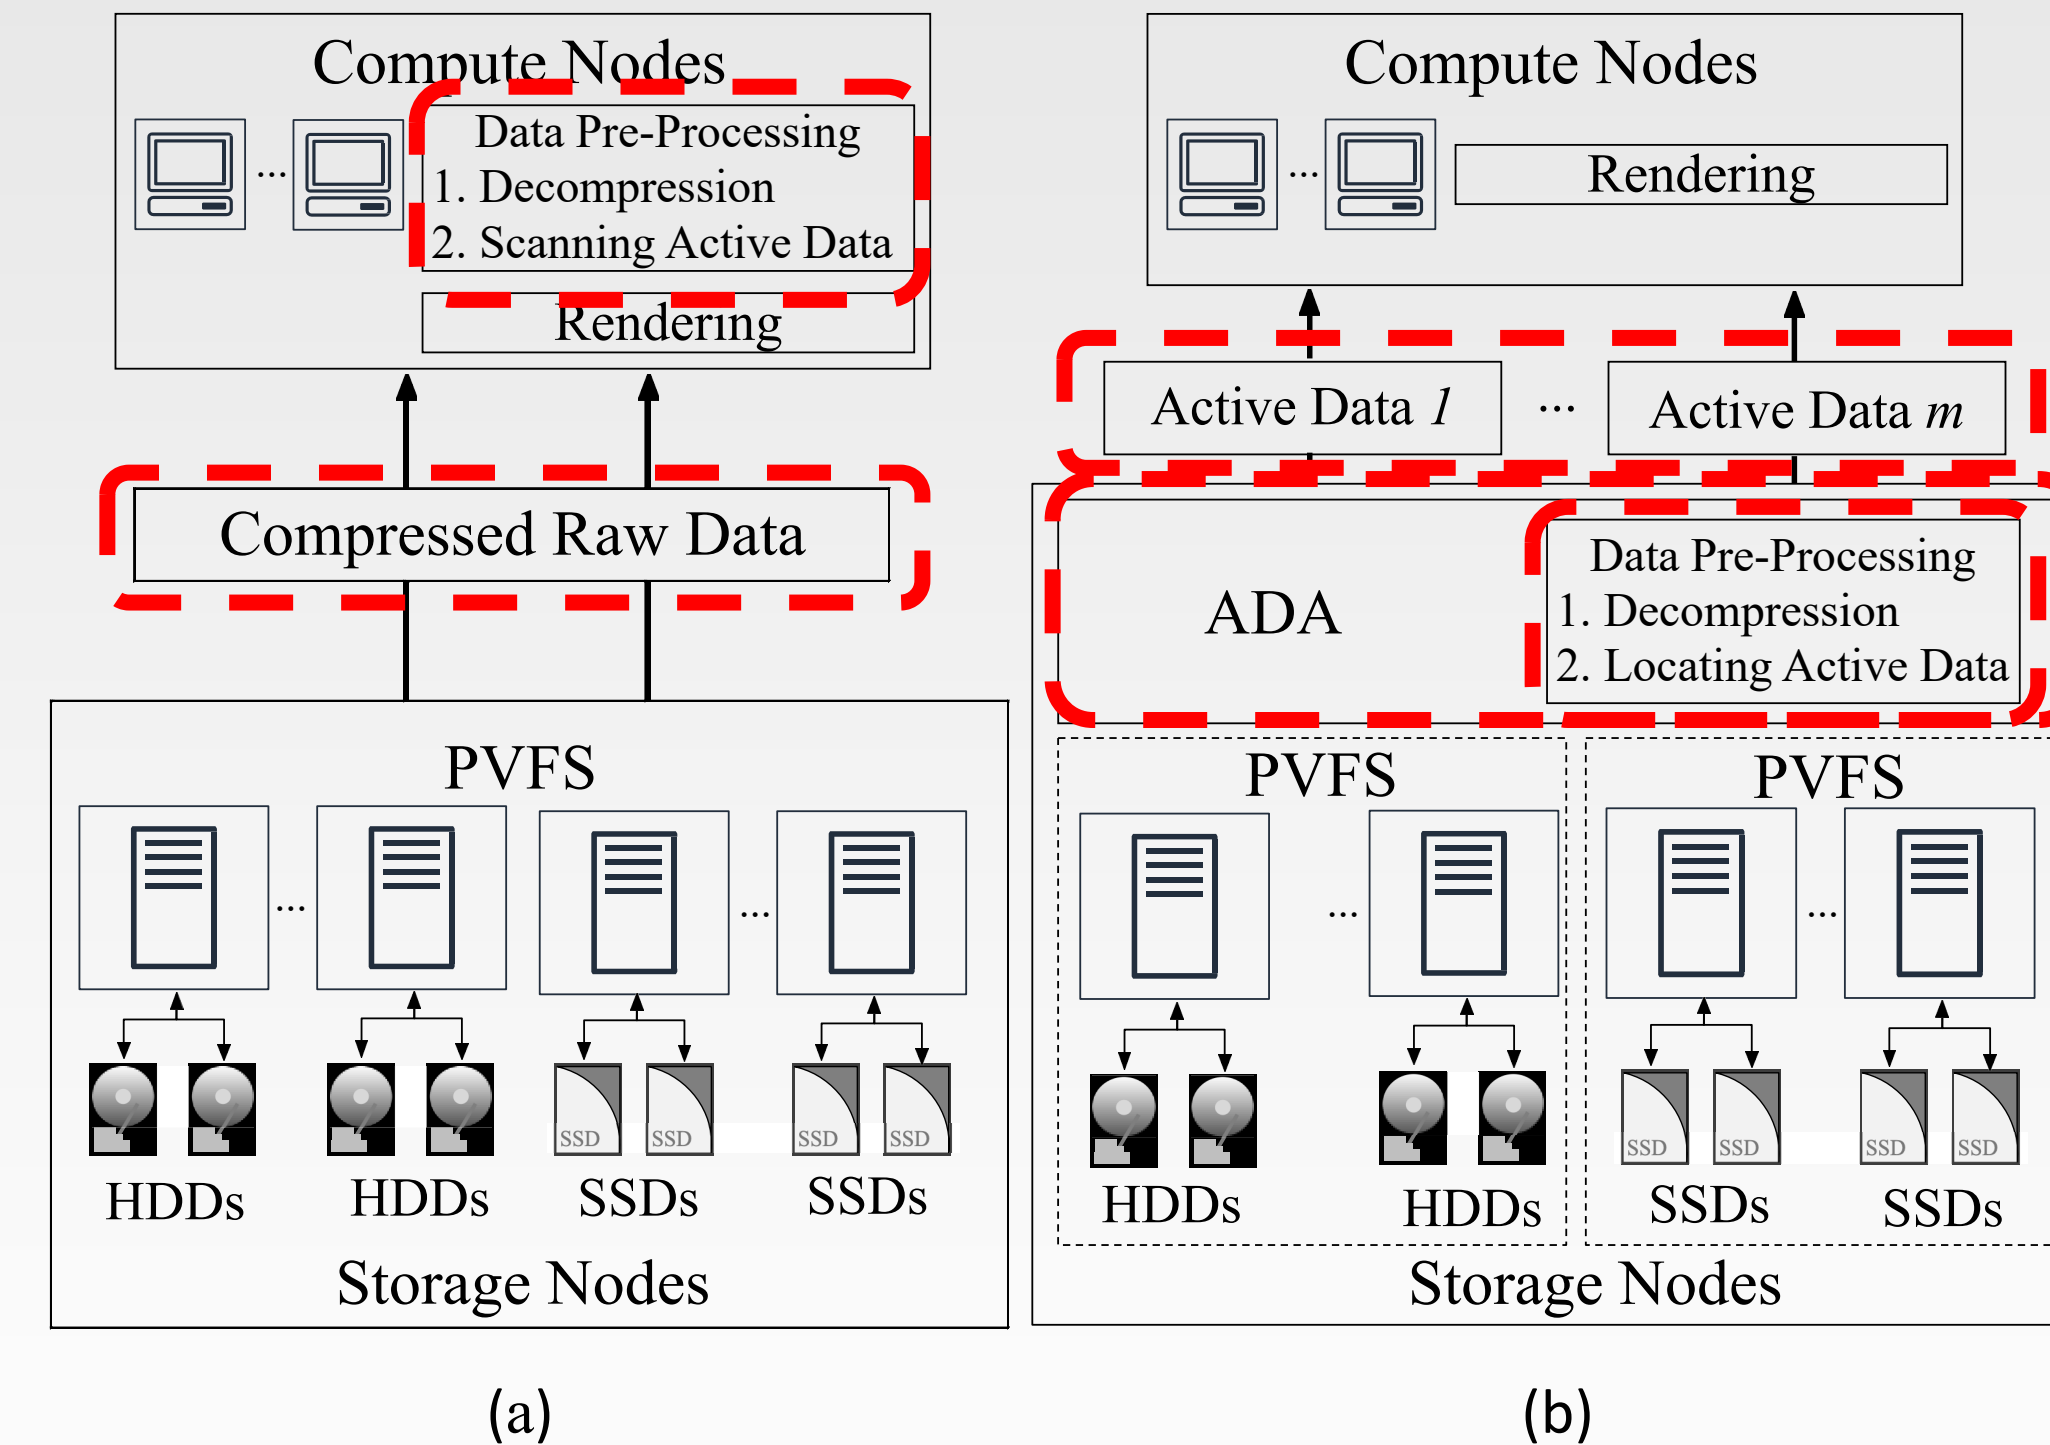 Compute Nodes
...
Data Pre-Processing
1. Decompression
2. Scanning Active Data
Rendering
Compressed Raw Data
PVFS
...
...
SSD
SSD
SSD
SSD
HDDs
HDDs
SSDs
SSDs
Storage Nodes
(a)
Compute Nodes
...
Rendering
Active Data 1
...
Active Data m
ADA
Data Pre-Processing
1. Decompression
2. Locating Active Data
PVFS
...
HDDs
HDDs
PVFS
...
SSD
SSD
SSD
SSD
SSDs
SSDs
Storage Nodes
(b)